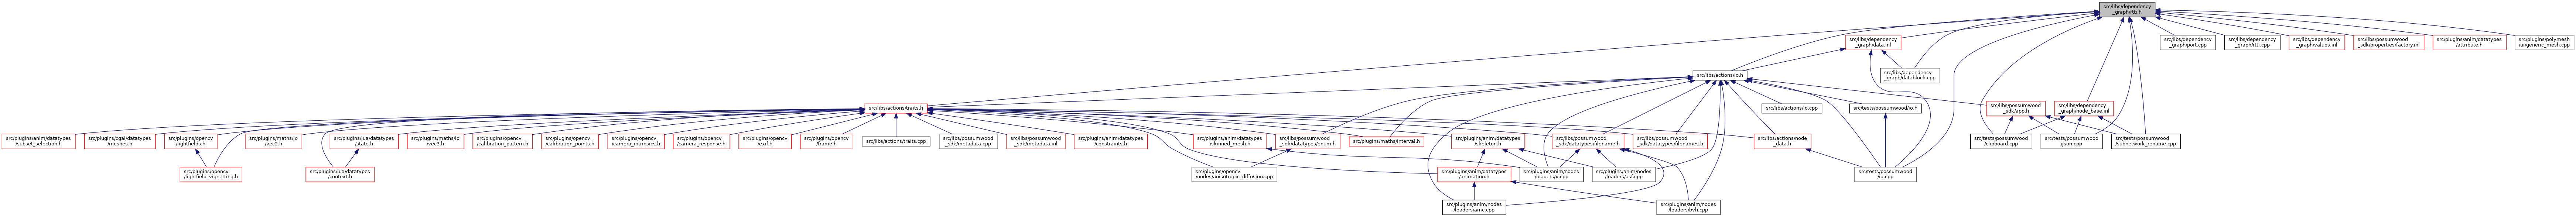 src/libs/dependency
_graph/rtti.h
src/libs/dependency
_graph/data.inl
src/libs/dependency
_graph/port.cpp
src/libs/dependency
_graph/rtti.cpp
src/libs/dependency
_graph/values.inl
src/libs/possumwood
_sdk/properties/factory.inl
src/plugins/anim/datatypes
/attribute.h
src/plugins/polymesh
/ui/generic_mesh.cpp
src/libs/actions/io.h
src/libs/dependency
_graph/datablock.cpp
src/libs/actions/traits.h
src/libs/actions/io.cpp
src/tests/possumwood/io.h
src/libs/possumwood
_sdk/app.h
src/libs/dependency
_graph/node_base.inl
src/plugins/anim/datatypes
/subset_selection.h
src/plugins/cgal/datatypes
/meshes.h
src/plugins/opencv
/lightfields.h
src/plugins/maths/io
/vec2.h
src/plugins/lua/datatypes
/state.h
src/plugins/maths/io
/vec3.h
src/plugins/opencv
/calibration_pattern.h
src/plugins/opencv
/calibration_points.h
src/plugins/opencv
/camera_intrinsics.h
src/plugins/opencv
/camera_response.h
src/plugins/opencv
/exif.h
src/plugins/opencv
/frame.h
src/libs/actions/traits.cpp
src/libs/possumwood
_sdk/metadata.cpp
src/libs/possumwood
_sdk/metadata.inl
src/plugins/anim/datatypes
/constraints.h
src/plugins/anim/datatypes
/skinned_mesh.h
src/libs/possumwood
_sdk/datatypes/enum.h
src/plugins/maths/interval.h
src/plugins/anim/datatypes
/skeleton.h
src/libs/possumwood
_sdk/datatypes/filename.h
src/libs/possumwood
_sdk/datatypes/filenames.h
src/libs/actions/node
_data.h
src/tests/possumwood
/clipboard.cpp
src/tests/possumwood
/json.cpp
src/tests/possumwood
/subnetwork_rename.cpp
src/plugins/opencv
/lightfield_vignetting.h
src/plugins/lua/datatypes
/context.h
src/plugins/opencv
/nodes/anisotropic_diffusion.cpp
src/plugins/anim/datatypes
/animation.h
src/plugins/anim/nodes
/loaders/x.cpp
src/plugins/anim/nodes
/loaders/asf.cpp
src/tests/possumwood
/io.cpp
src/plugins/anim/nodes
/loaders/amc.cpp
src/plugins/anim/nodes
/loaders/bvh.cpp